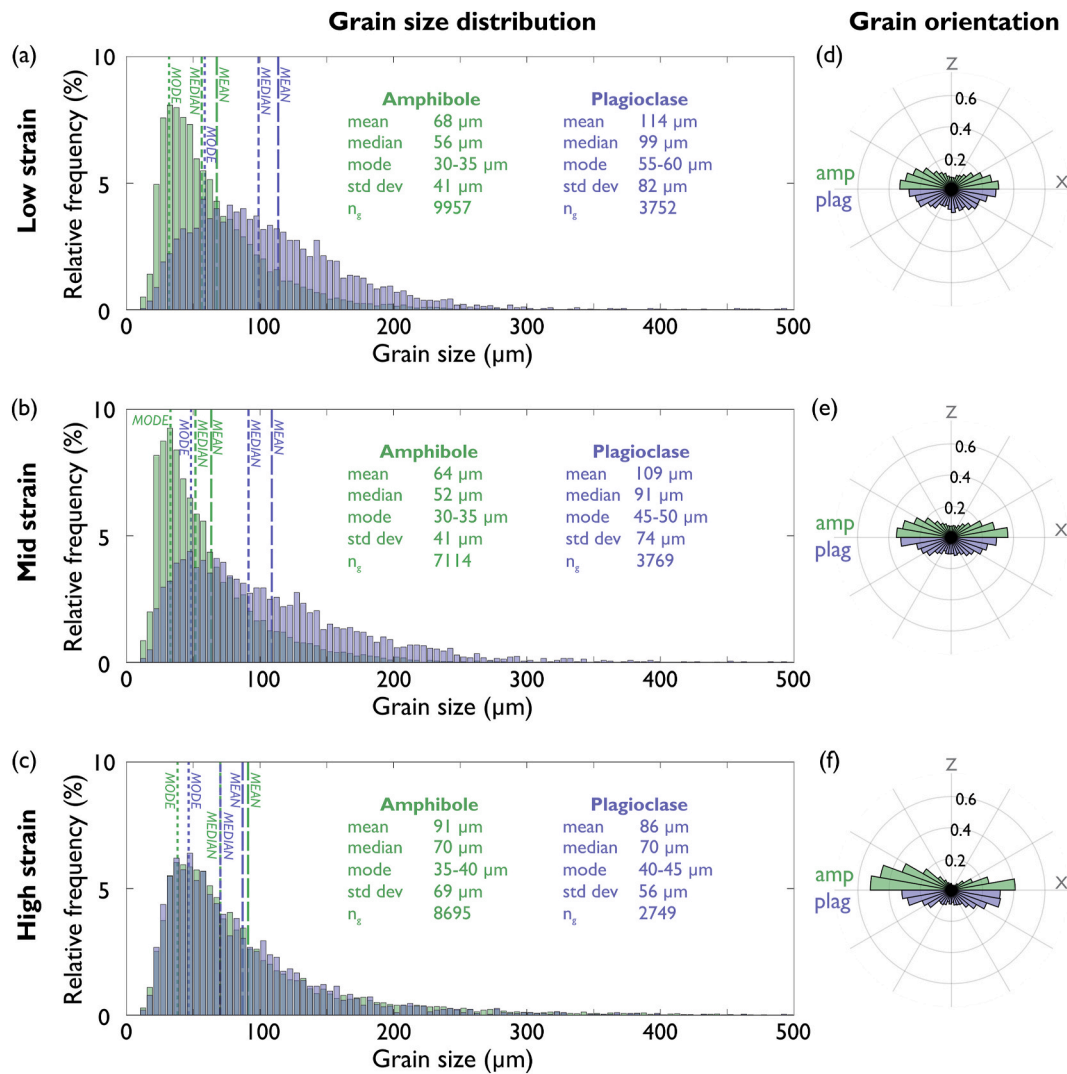 Grain size distribution
Grain orientation
(a)
Low strain
Relative frequency (%)
10
5
0
MODE
MEDIAN
MODE
MEAN
MEDIAN
MEAN
Amphibole
mean 68 µm
median 56 µm
mode 30-35 µm
std dev 41 µm
ng 9957
Plagioclase
114 µm
99 µm
55-60 µm
82 µm
3752
0 100 200 300 400 500
Grain size (µm)
(d)
Z
0.6
0.4
0.2
amp
plag
X
(b)
Mid strain
Relative frequency (%)
10
5
0
MODE
MODE
MEDIAN
MEAN
MEDIAN
MEAN
Amphibole
mean 64 µm
median 52 µm
mode 30-35 µm
std dev 41 µm
ng 7114
Plagioclase
mean 109 µm
median 91 µm
mode 45-50 µm
std dev 74 µm
ng 3769
0 100 200 300 400 500
Grain size (µm)
(e)
Z
0.6
0.4
0.2
amp
plag
X
(c)
High strain
Relative frequency (%)
10
5
0
MODE
MODE
MEDIAN
MEDIAN
MEAN
MEAN
Amphibole
mean 91 µm
median 70 µm
mode 35-40 µm
std dev 69 µm
ng 8695
Plagioclase
mean 86 µm
median 70 µm
mode 40-45 µm
std dev 56 µm
ng 2749
0 100 200 300 400 500
Grain size (µm)
(f)
Z
0.6
0.4
0.2
amp
plag
X